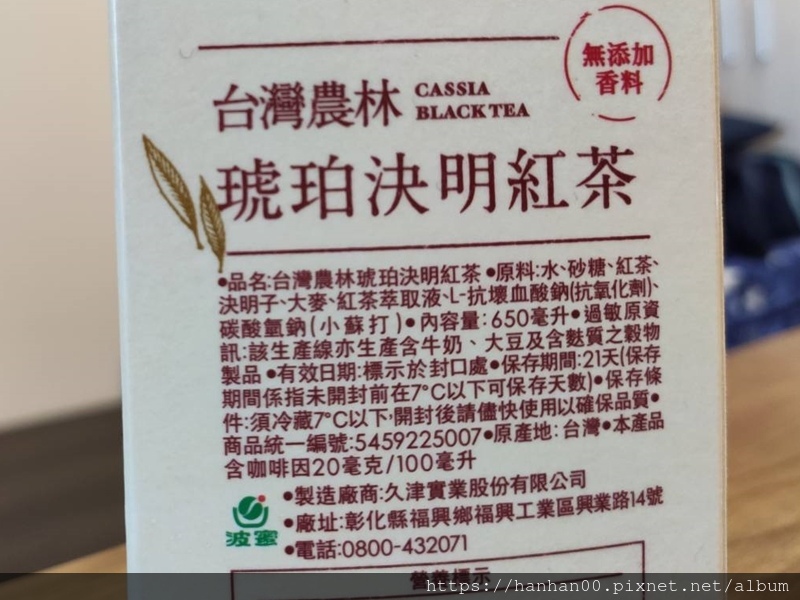 無添加
香料
台灣農林 CASSIA
BLACK TEA
琥珀決明紅茶
●品名:台灣農林琥珀決明紅茶●原料:水、砂糖、紅茶、
決明子、大麥、紅茶萃取液、L-抗壞血酸鈉(抗氧化劑)、
碳酸氫鈉(小蘇打)●內容量:650毫升●過敏原資
訊:該生產線亦生產含牛奶、大豆及含麩質之穀物
製品●有效日期:標示於封口處●保存期間:21天(保存
期間係指未開封前在7°C以下可保存天數)●保存條
件:須冷藏7°C以下,開封後請儘快使用以確保品質●
商品統一編號:5459225007●原產地:台灣●本產品
含咖啡因20毫克/100毫升
●製造廠商:久津實業股份有限公司
●廠址:彰化縣福興鄉福興工業區興業路14號
●電話:0800-432071
波蜜
營養標示
https://hanhan00.pixnet.net/album